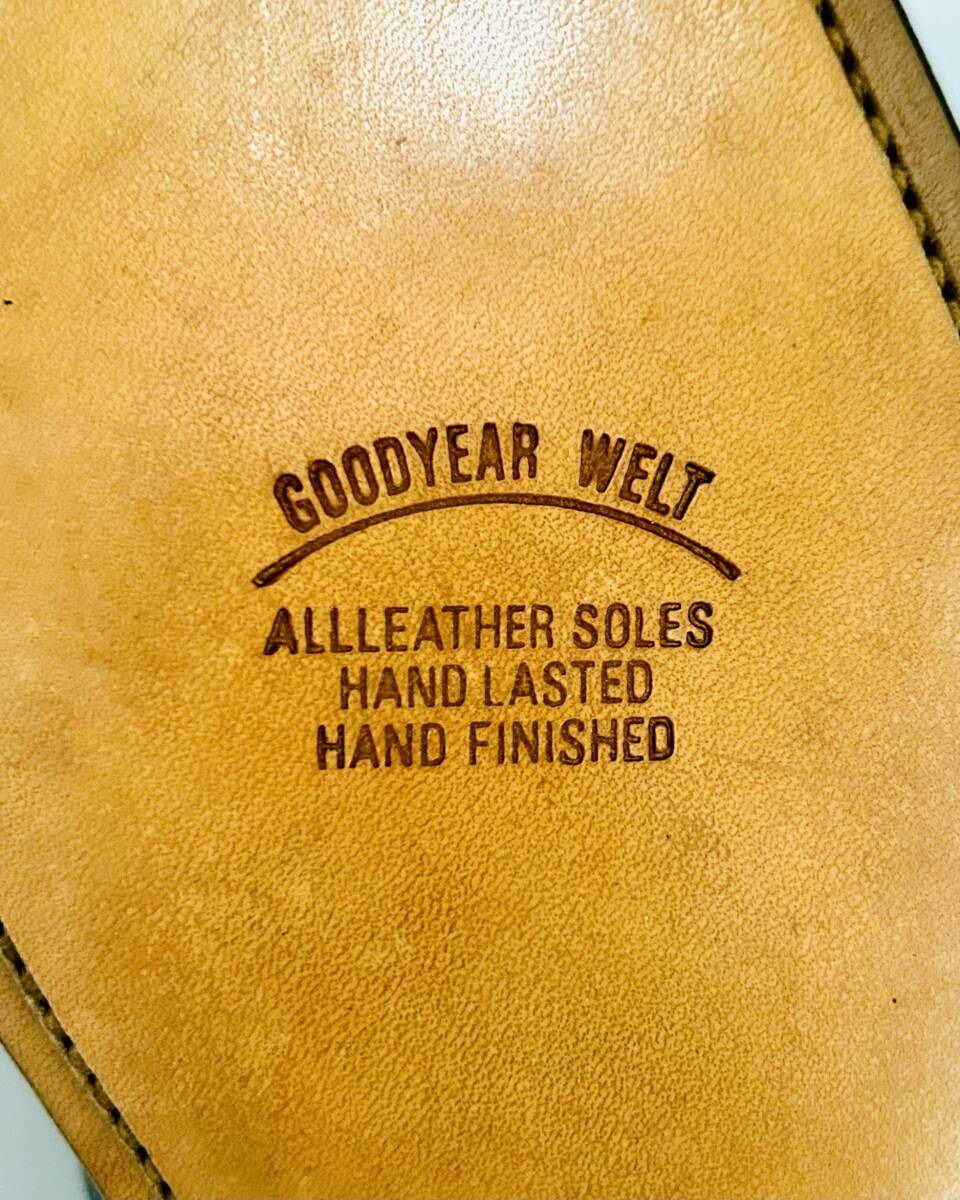 GOODYEAR WELT
ALLLEATHER SOLES
HAND LASTED
HAND FINISHED